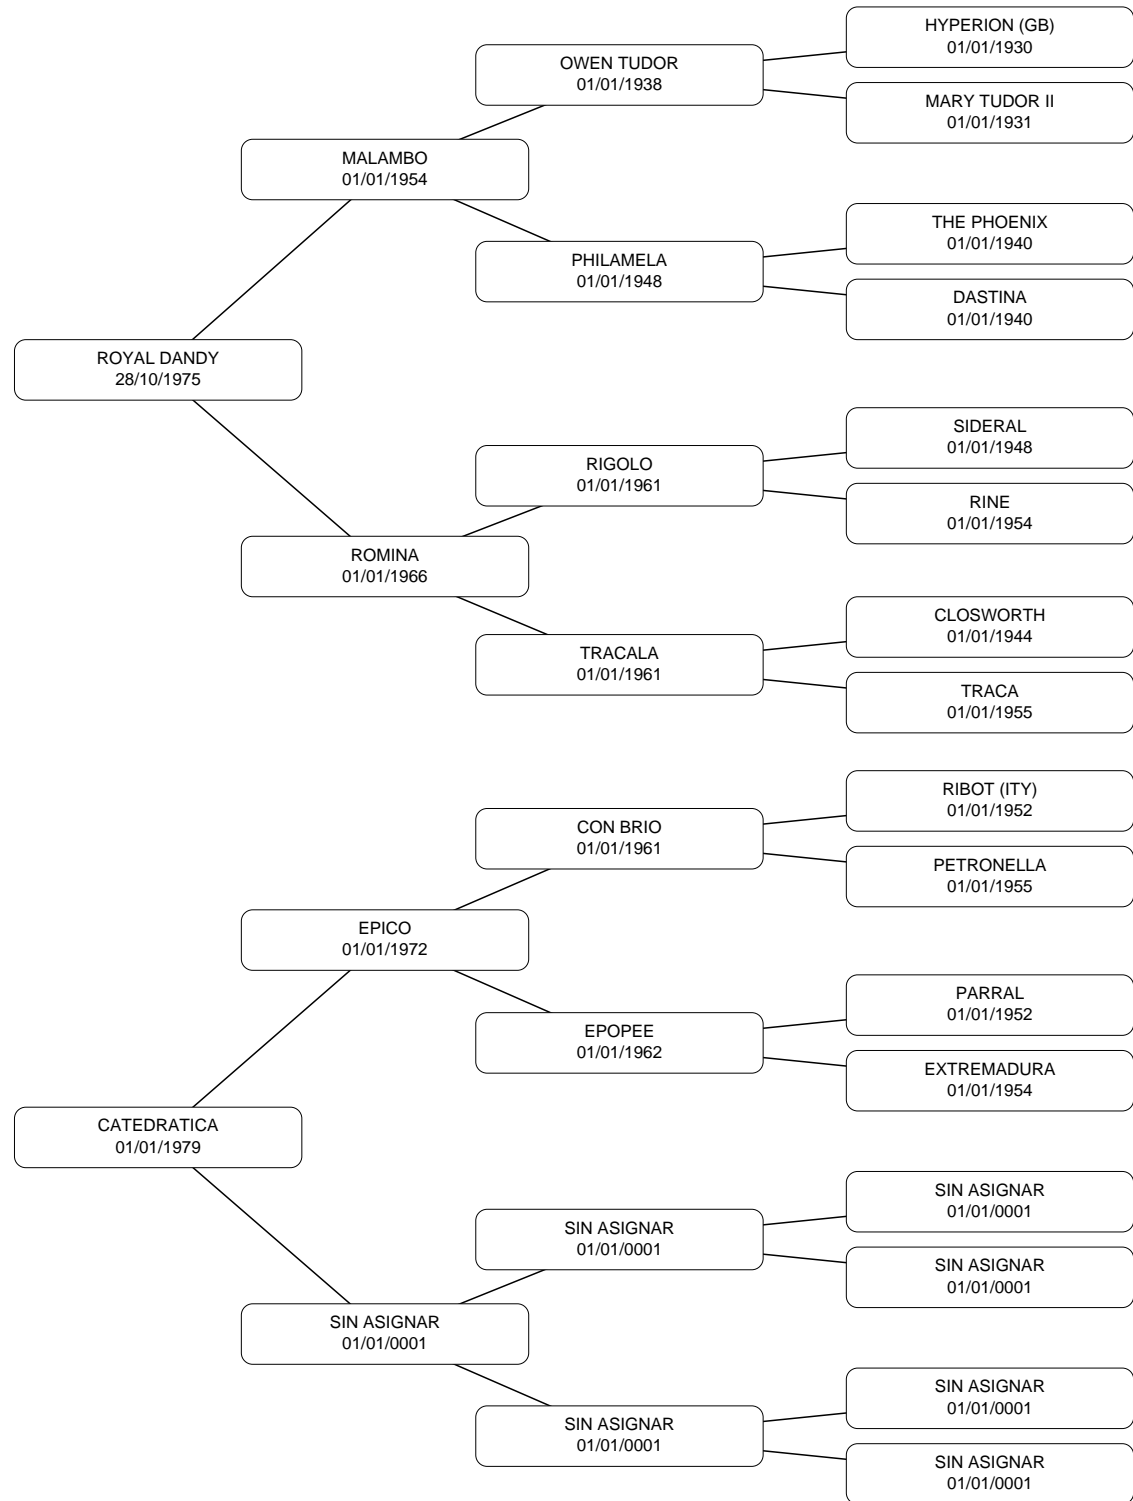 HYPERION (GB)
01/01/1930
OWEN TUDOR
01/01/1938
MARY TUDOR II
01/01/1931
MALAMBO
01/01/1954
THE PHOENIX
01/01/1940
PHILAMELA
01/01/1948
DASTINA
01/01/1940
ROYAL DANDY
28/10/1975
SIDERAL
01/01/1948
RIGOLO
01/01/1961
RINE
01/01/1954
ROMINA
01/01/1966
CLOSWORTH
01/01/1944
TRACALA
01/01/1961
TRACA
01/01/1955
RIBOT (ITY)
01/01/1952
CON BRIO
01/01/1961
PETRONELLA
01/01/1955
EPICO
01/01/1972
PARRAL
01/01/1952
EPOPEE
01/01/1962
EXTREMADURA
01/01/1954
CATEDRATICA
01/01/1979
SIN ASIGNAR
01/01/0001
SIN ASIGNAR
01/01/0001
SIN ASIGNAR
01/01/0001
SIN ASIGNAR
01/01/0001
SIN ASIGNAR
01/01/0001
SIN ASIGNAR
01/01/0001
SIN ASIGNAR
01/01/0001